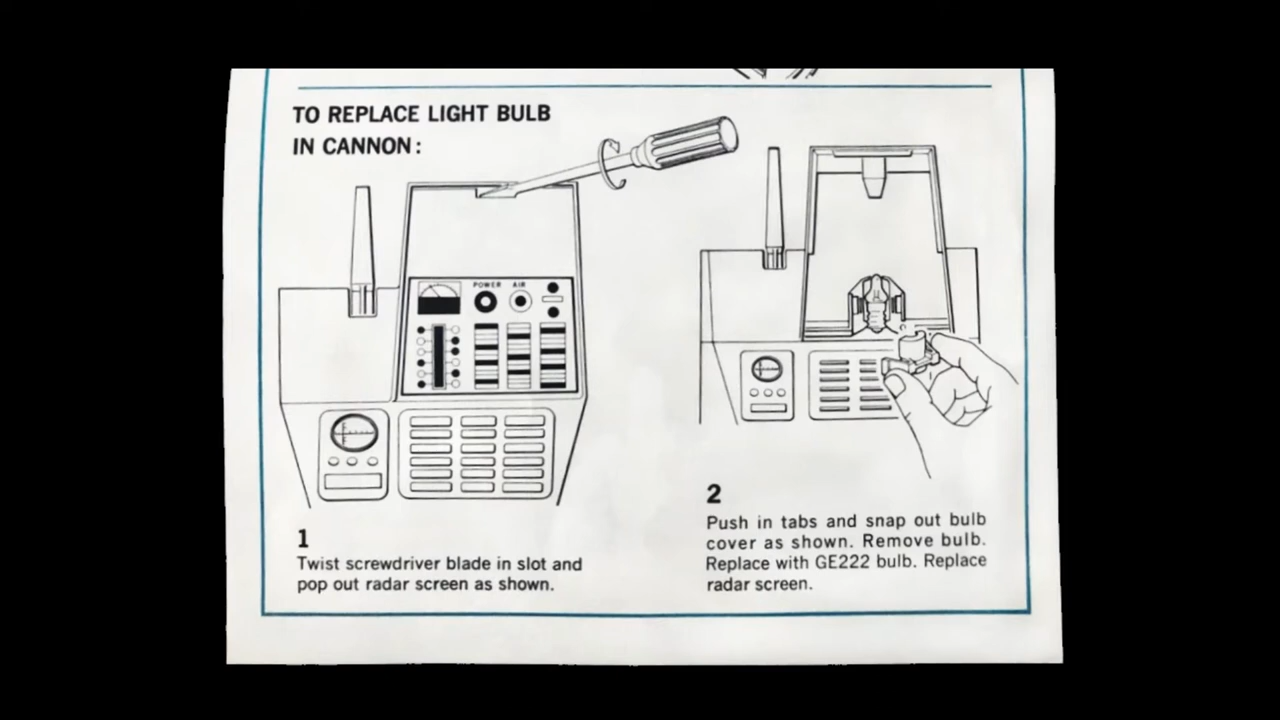 TO REPLACE LIGHT BULB
IN CANNON:
POWER AIR
1
Twist screwdriver blade in slot and
pop out radar screen as shown.
2
Push in tabs and snap out bulb
cover as shown. Remove bulb.
Replace with GE222 bulb. Replace
radar screen.